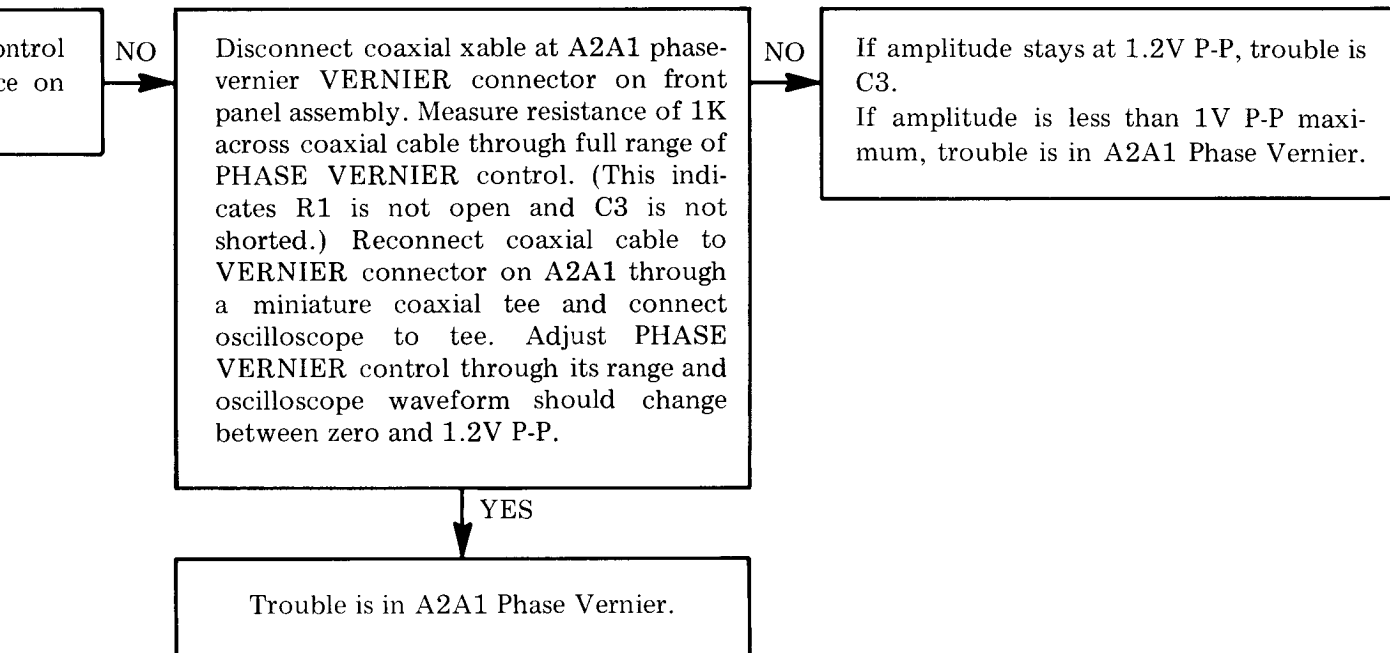 ontrol
ce on
NO
Disconnect coaxial xable at A2A1 phase-
vernier VERNIER connector on front
panel assembly. Measure resistance of 1K
across coaxial cable through full range of
PHASE VERNIER control. (This indi-
cates R1 is not open and C3 is not
shorted.) Reconnect coaxial cable to
VERNIER connector on A2A1 through
a miniature coaxial tee and connect
oscilloscope to tee. Adjust PHASE
VERNIER control through its range and
oscilloscope waveform should change
between zero and 1.2V P-P.
NO
If amplitude stays at 1.2V P-P, trouble is
C3.
If amplitude is less than 1V P-P maxi-
mum, trouble is in A2A1 Phase Vernier.
YES
Trouble is in A2A1 Phase Vernier.